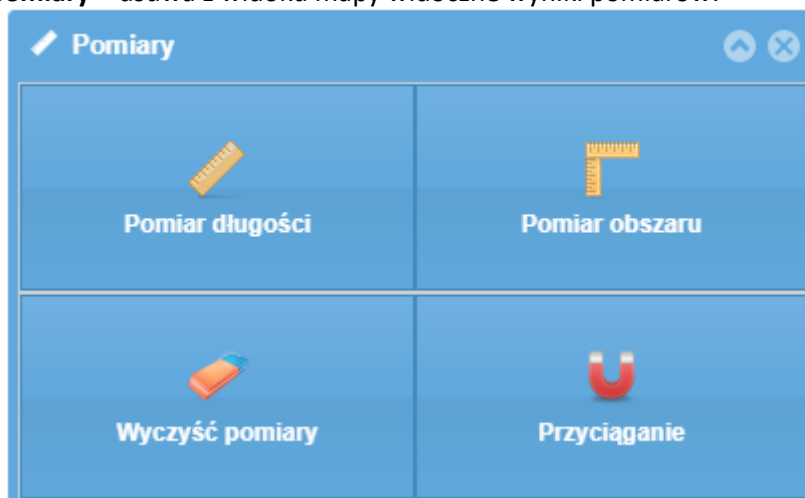 Pomiary
Pomiar długości
Pomiar obszaru
Wyczyść pomiary
Przyciąganie